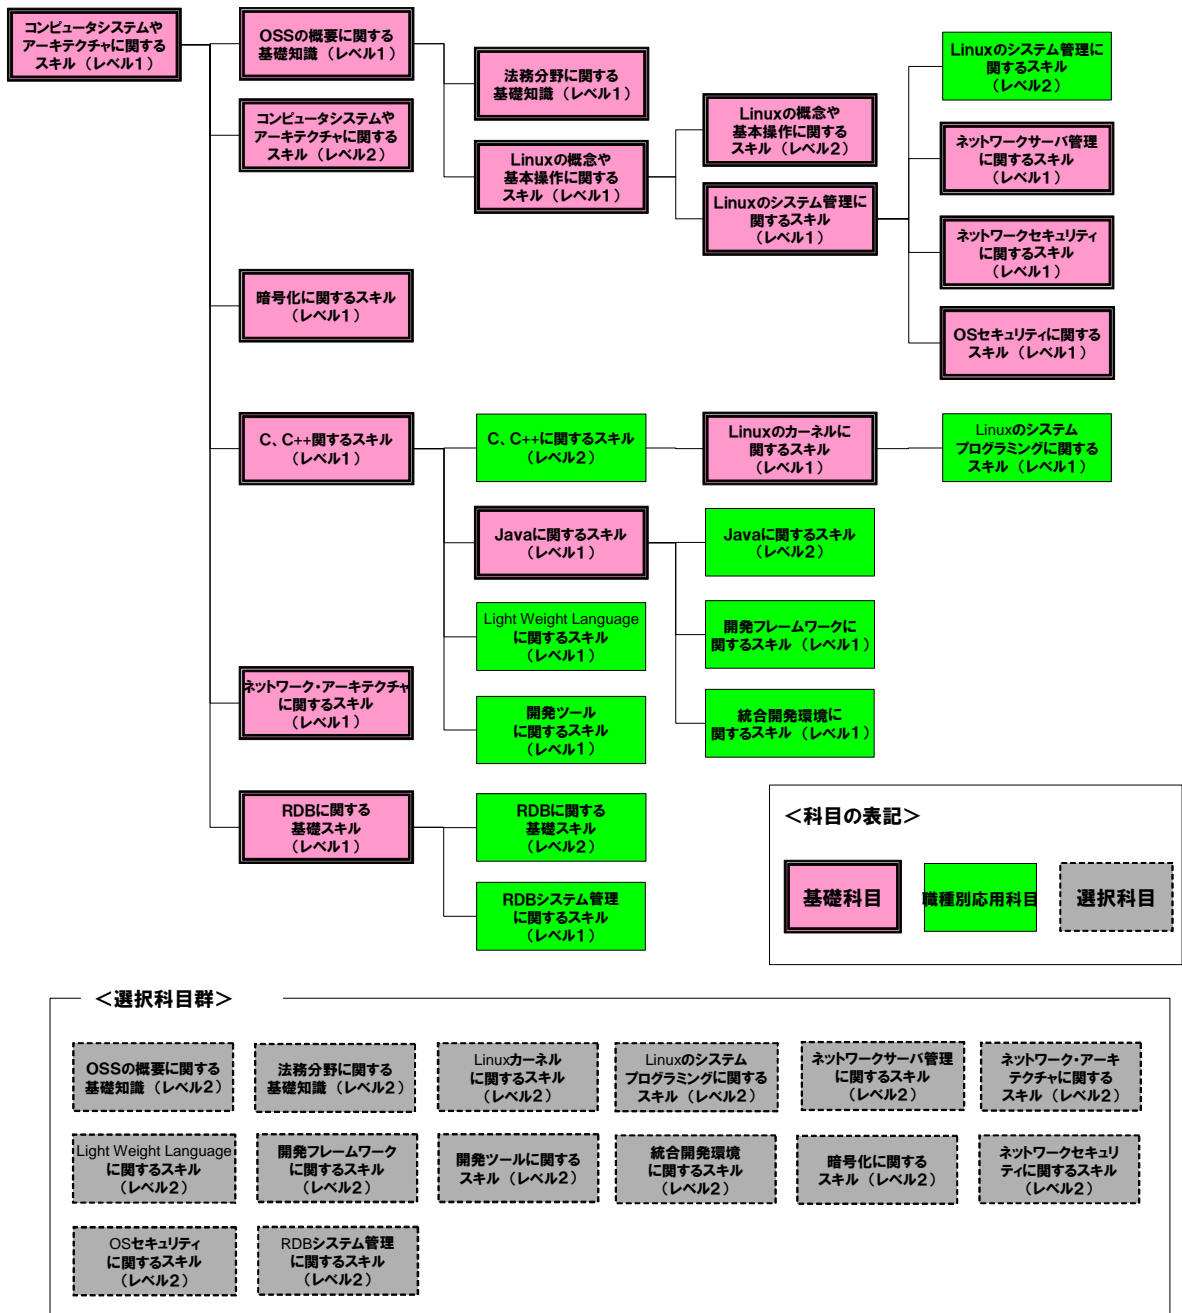 コンピュータシステムや
アーキテクチャに関する
スキル（レベル1）
OSSの概要に関する
基礎知識（レベル1）
コンピュータシステムや
アーキテクチャに関する
スキル（レベル2）
暗号化に関するスキル
（レベル1）
C、C++関するスキル
（レベル1）
ネットワーク・アーキテクチャ
に関するスキル
（レベル1）
RDBに関する
基礎スキル
（レベル1）
法務分野に関する
基礎知識（レベル1）
Linuxの概念や
基本操作に関する
スキル（レベル1）
C、C++に関するスキル
（レベル2）
Javaに関するスキル
（レベル1）
Light Weight Language
に関するスキル
（レベル1）
開発ツール
に関するスキル
（レベル1）
RDBに関する
基礎スキル
（レベル2）
RDBシステム管理
に関するスキル
（レベル1）
Linuxの概念や
基本操作に関する
スキル（レベル2）
Linuxのシステム管理に
関するスキル
（レベル1）
Linuxのカーネルに
関するスキル
（レベル1）
Javaに関するスキル
（レベル2）
開発フレームワークに
関するスキル（レベル1）
統合開発環境に
関するスキル（レベル1）
Linuxのシステム管理に
関するスキル
（レベル2）
ネットワークサーバ管理
に関するスキル
（レベル1）
ネットワークセキュリティ
に関するスキル
（レベル1）
OSセキュリティに関する
スキル（レベル1）
Linuxのシステム
プログラミングに関する
スキル（レベル1）
＜科目の表記＞
基礎科目
職種別応用科目
選択科目
＜選択科目群＞
OSSの概要に関する
基礎知識（レベル2）
法務分野に関する
基礎知識（レベル2）
Linuxカーネル
に関するスキル
（レベル2）
Linuxのシステム
プログラミングに関する
スキル（レベル2）
ネットワークサーバ管理
に関するスキル
（レベル2）
ネットワーク・アーキ
テクチャに関する
スキル（レベル2）
Light Weight Language
に関するスキル
（レベル2）
開発フレームワーク
に関するスキル
（レベル2）
開発ツールに関する
スキル（レベル2）
統合開発環境
に関するスキル
（レベル2）
暗号化に関する
スキル（レベル2）
ネットワークセキュリ
ティに関するスキル
（レベル2）
OSセキュリティ
に関するスキル
（レベル2）
RDBシステム管理
に関するスキル
（レベル2）